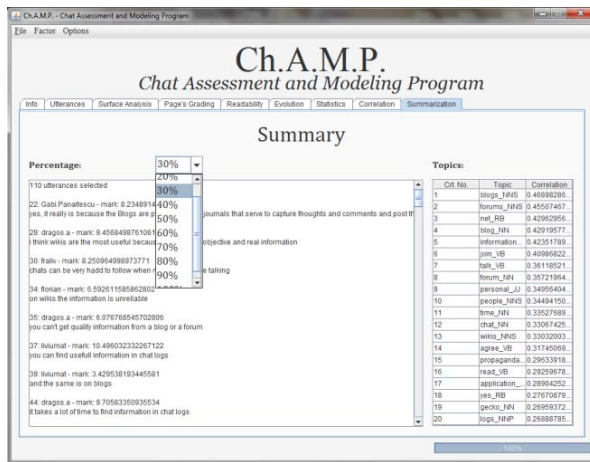 Ch.A.M.P. - Chat Assessment and Modeling Program
File Factor Options
Ch.A.M.P.
Chat Assessment and Modeling Program
Info Utterances Surface Analysis Page's Grading Readability Evolution Statistics Correlation Summarization
Summary
Percentage: 30%
20%
30%
40%
50%
60%
70%
80%
90%
110 utterances selected
22: Gabi.Panaitescu - mark: 8.2348914
yes, it really is because the Blogs are p journals that serve to capture thoughts and comments and post th
29: dragos.a - mark: 9.4568498761061
i think wikis are the most useful becaus objective and real information
30: fraliv - mark: 8.250964998973771
chats can be very hadd to follow when e talking
34: florian - mark: 6.592611585862802
on wikis the information is unreliable
35: dragos.a - mark: 6.076768545702806
you can't get quality information from a blog or a forum
37: liviumat - mark: 10.496032332267122
you can find usefull information in chat logs
39: liviumat - mark: 3.429538193445581
and the same is on blogs
44: dragos.a - mark: 9.70583350935534
it takes a lot of time to find information in chat logs
Topics:
Crt. No. Topic Correlation
1 blogs_NNS 0.46898286...
2 forums_NNS 0.45507467...
3 net_RB 0.42962956...
4 blog_NN 0.42919577...
5 information... 0.42351789...
6 join_VB 0.40985822...
7 talk_VB 0.36118521...
8 forum_NN 0.35721964...
9 personal_JJ 0.34956404...
10 people_NNS 0.34494150...
11 time_NN 0.33527689...
12 chat_NN 0.33067425...
13 wikis_NNS 0.33032003...
14 agree_VB 0.31745069...
15 propaganda... 0.29633918...
16 read_VB 0.29259678...
17 application_... 0.28904252...
18 yes_RB 0.27670879...
19 gecko_NN 0.26959372...
20 logs_NNP 0.26888785...
100%